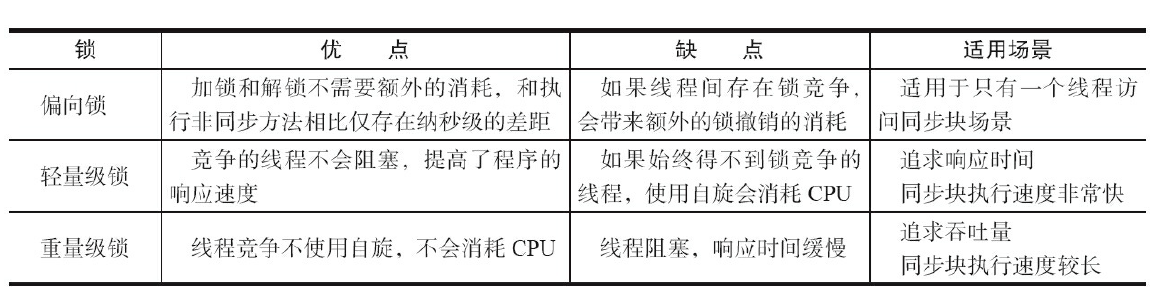 锁 优 点 缺 点 适用场景
偏向锁
加锁和解锁不需要额外的消耗，和执
行非同步方法相比仅存在纳秒级的差距
如果线程间存在锁竞争，
会带来额外的锁撤销的消耗
适用于只有一个线程访
问同步块场景
轻量级锁
竞争的线程不会阻塞，提高了程序的
响应速度
如果始终得不到锁竞争的
线程，使用自旋会消耗 CPU
追求响应时间
同步块执行速度非常快
重量级锁
线程竞争不使用自旋，不会消耗 CPU
线程阻塞，响应时间缓慢
追求吞吐量
同步块执行速度较长